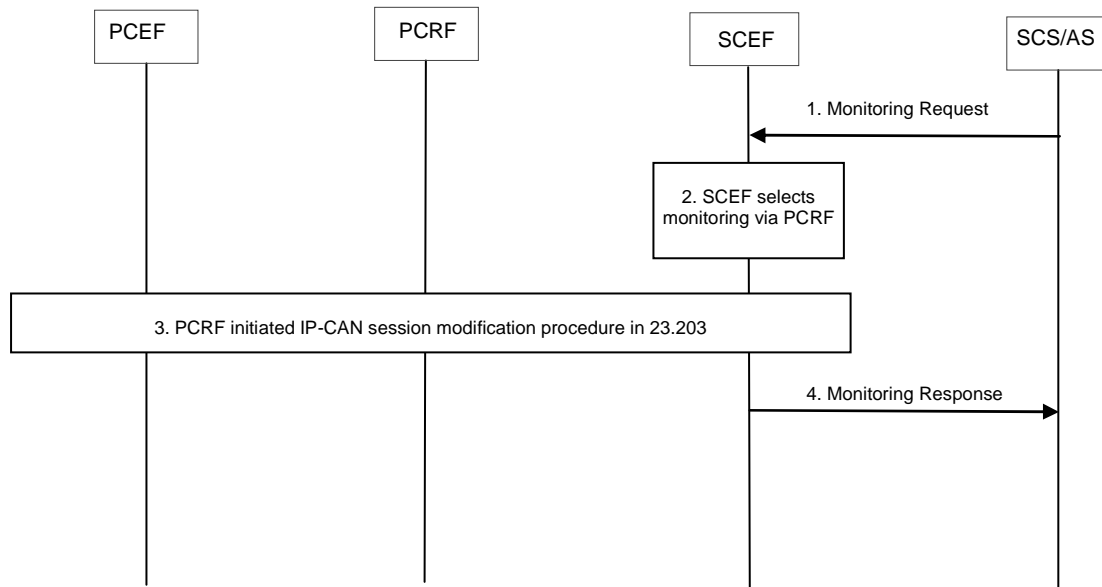 PCEF
PCRF
SCEF
SCS/AS
1. Monitoring Request
2. SCEF selects
monitoring via PCRF
3. PCRF initiated IP-CAN session modification procedure in 23.203
4. Monitoring Response